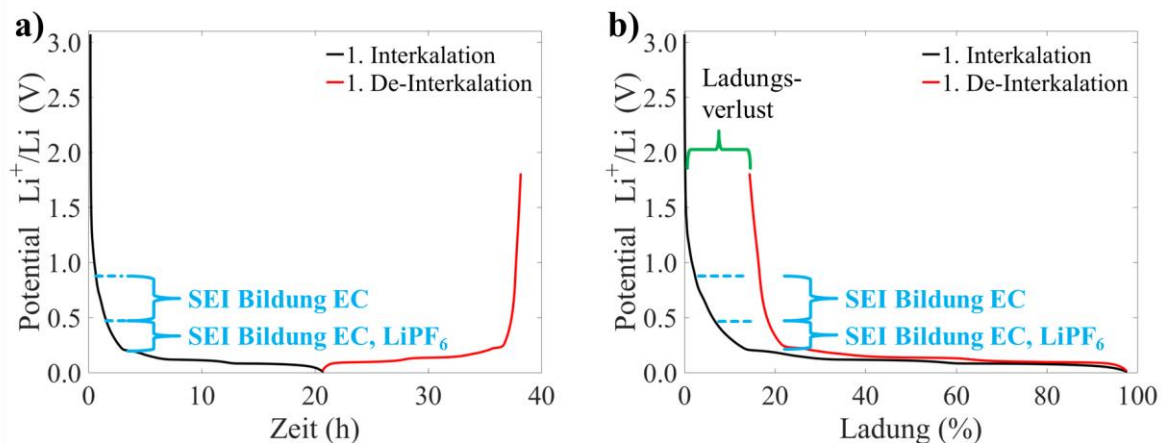 a)
Potential Li⁺/Li (V)
3.0
2.5
2.0
1.5
1.0
0.5
0.0
1. Interkalation
1. De-Interkalation
SEI Bildung EC
SEI Bildung EC, LiPF₆
0
10
20
30
40
Zeit (h)
b)
Potential Li⁺/Li (V)
3.0
2.5
2.0
1.5
1.0
0.5
0.0
1. Interkalation
1. De-Interkalation
Ladungs-
verlust
SEI Bildung EC
SEI Bildung EC, LiPF₆
0
20
40
60
80
100
Ladung (%)